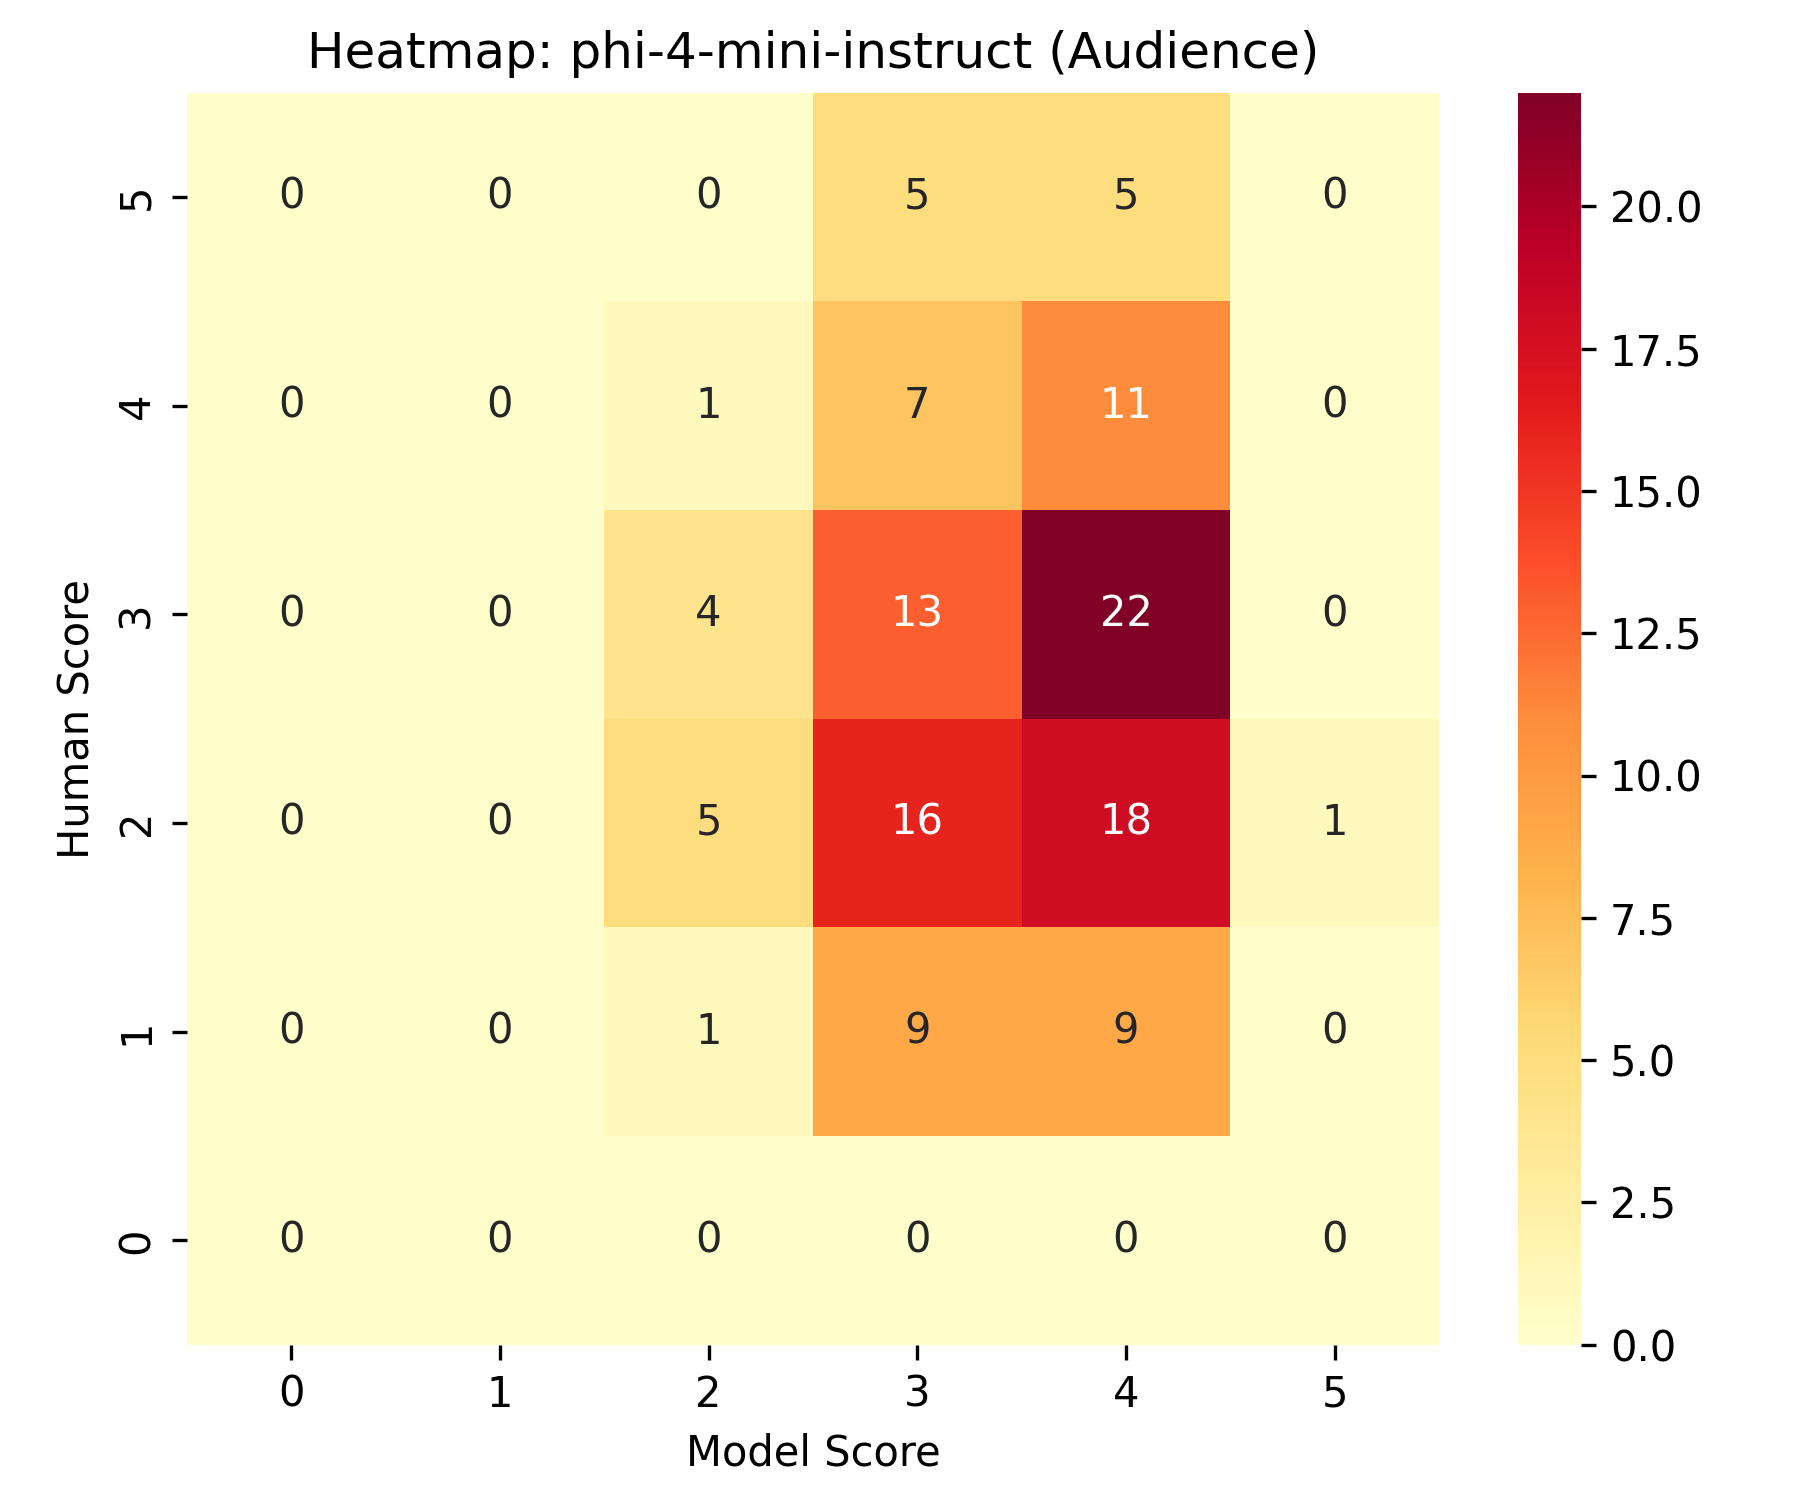 Heatmap: phi-4-mini-instruct (Audience)
5 0 0 0 5 5 0
4 0 0 1 7 11 0
3 0 0 4 13 22 0
2 0 0 5 16 18 1
1 0 0 1 9 9 0
0 0 0 0 0 0 0
0 1 2 3 4 5
Model Score
Human Score
20.0
17.5
15.0
12.5
10.0
7.5
5.0
2.5
0.0